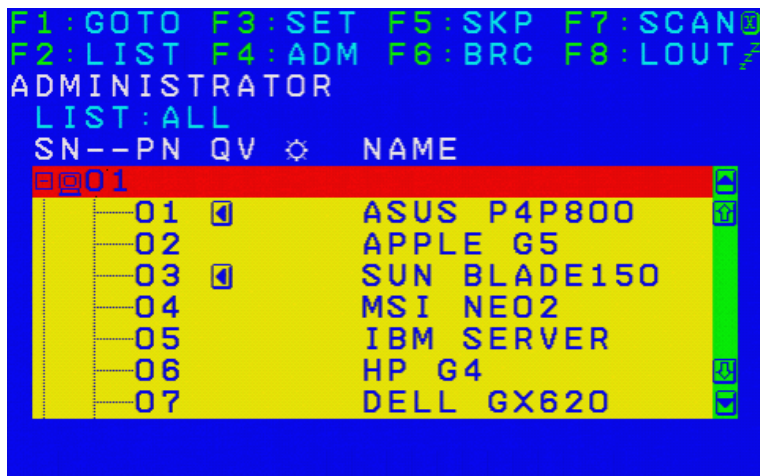 F1:GOTO F3:SET F5:SKP F7:SCAN
F2:LIST F4:ADM F6:BRC F8:LOUT zzZ
ADMINISTRATOR
LIST:ALL
SN--PN QV NAME
01
01 ASUS P4P800
02 APPLE G5
03 SUN BLADE150
04 MSI NEO2
05 IBM SERVER
06 HP G4
07 DELL GX620